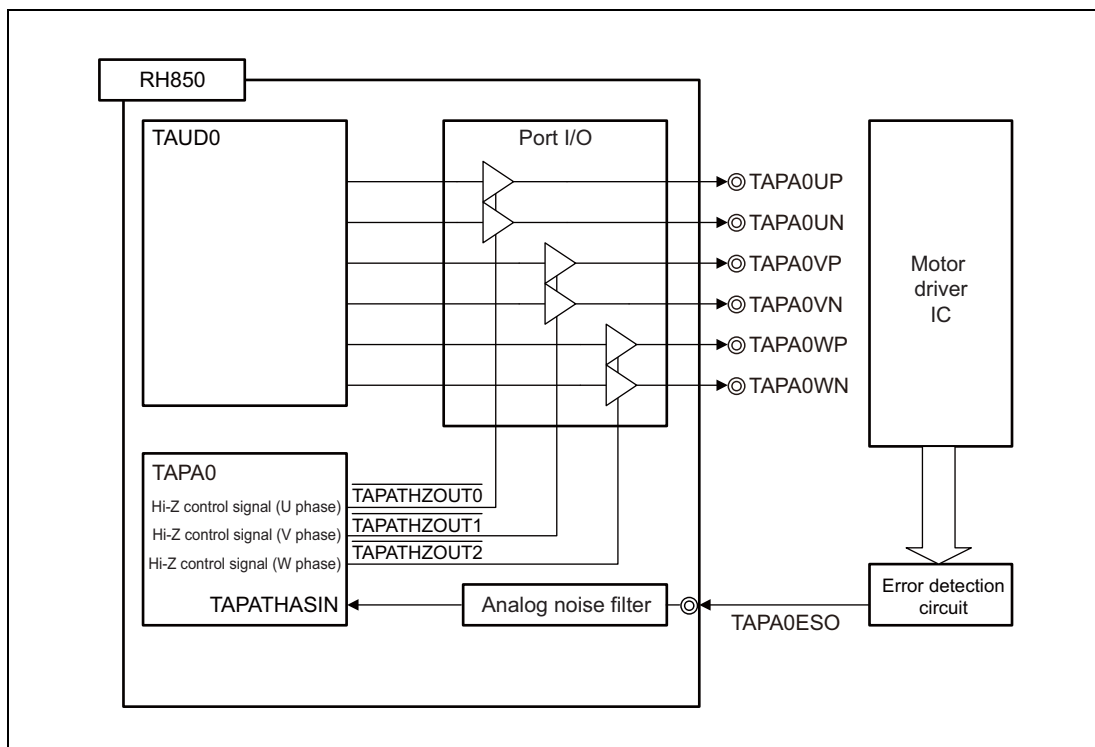 RH850
TAUD0
Port I/O
TAPA0UP
TAPA0UN
TAPA0VP
TAPA0VN
TAPA0WP
TAPA0WN
Motor
driver
IC
TAPA0
Hi-Z control signal (U phase)
TAPATHZOUT0
Hi-Z control signal (V phase)
TAPATHZOUT1
Hi-Z control signal (W phase)
TAPATHZOUT2
TAPATHASIN
Analog noise filter
TAPA0ESO
Error detection
circuit